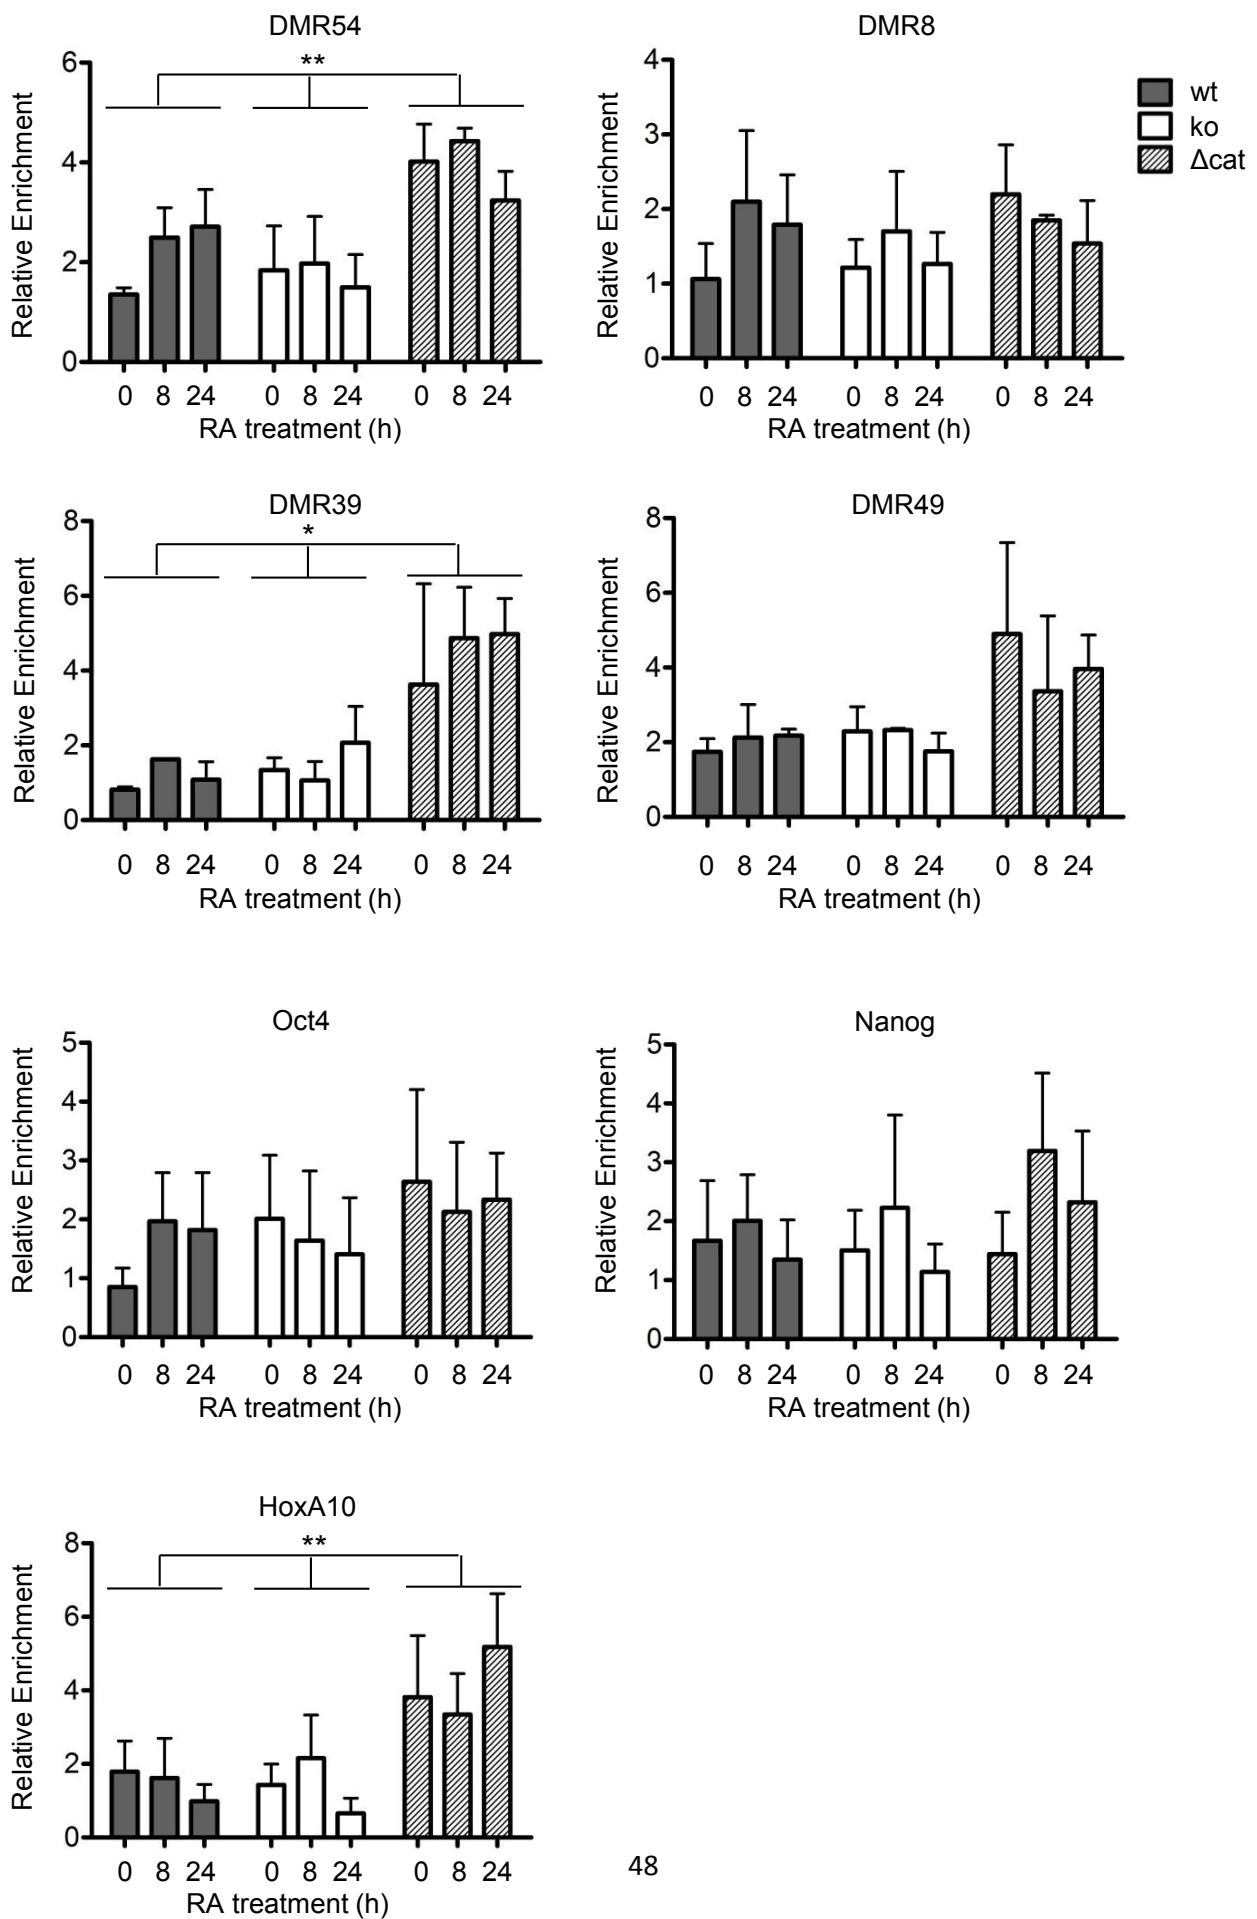 DMR54
**
6
4
2
0
Relative Enrichment
0 8 24 0 8 24 0 8 24
RA treatment (h)
DMR8
4
3
2
1
0
Relative Enrichment
0 8 24 0 8 24 0 8 24
RA treatment (h)
wt
ko
Δcat
DMR39
*
8
6
4
2
0
Relative Enrichment
0 8 24 0 8 24 0 8 24
RA treatment (h)
DMR49
8
6
4
2
0
Relative Enrichment
0 8 24 0 8 24 0 8 24
RA treatment (h)
Oct4
5
4
3
2
1
0
Relative Enrichment
0 8 24 0 8 24 0 8 24
RA treatment (h)
Nanog
5
4
3
2
1
0
Relative Enrichment
0 8 24 0 8 24 0 8 24
RA treatment (h)
HoxA10
**
8
6
4
2
0
Relative Enrichment
0 8 24 0 8 24 0 8 24
RA treatment (h)
48